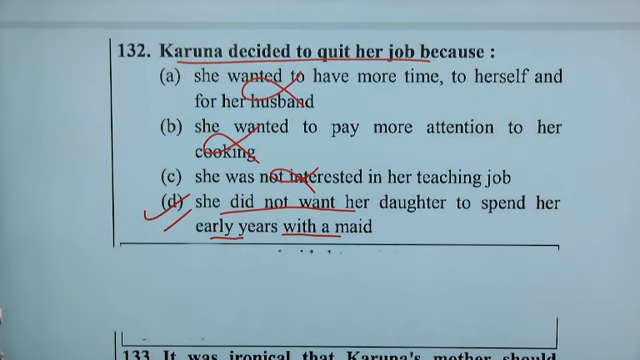 132. Karuna decided to quit her job because :
(a) she wanted to have more time, to herself and
for her husband
(b) she wanted to pay more attention to her
cooking
(c) she was not interested in her teaching job
(d) she did not want her daughter to spend her
early years with a maid
133. It was ironical that Karuna's mother should